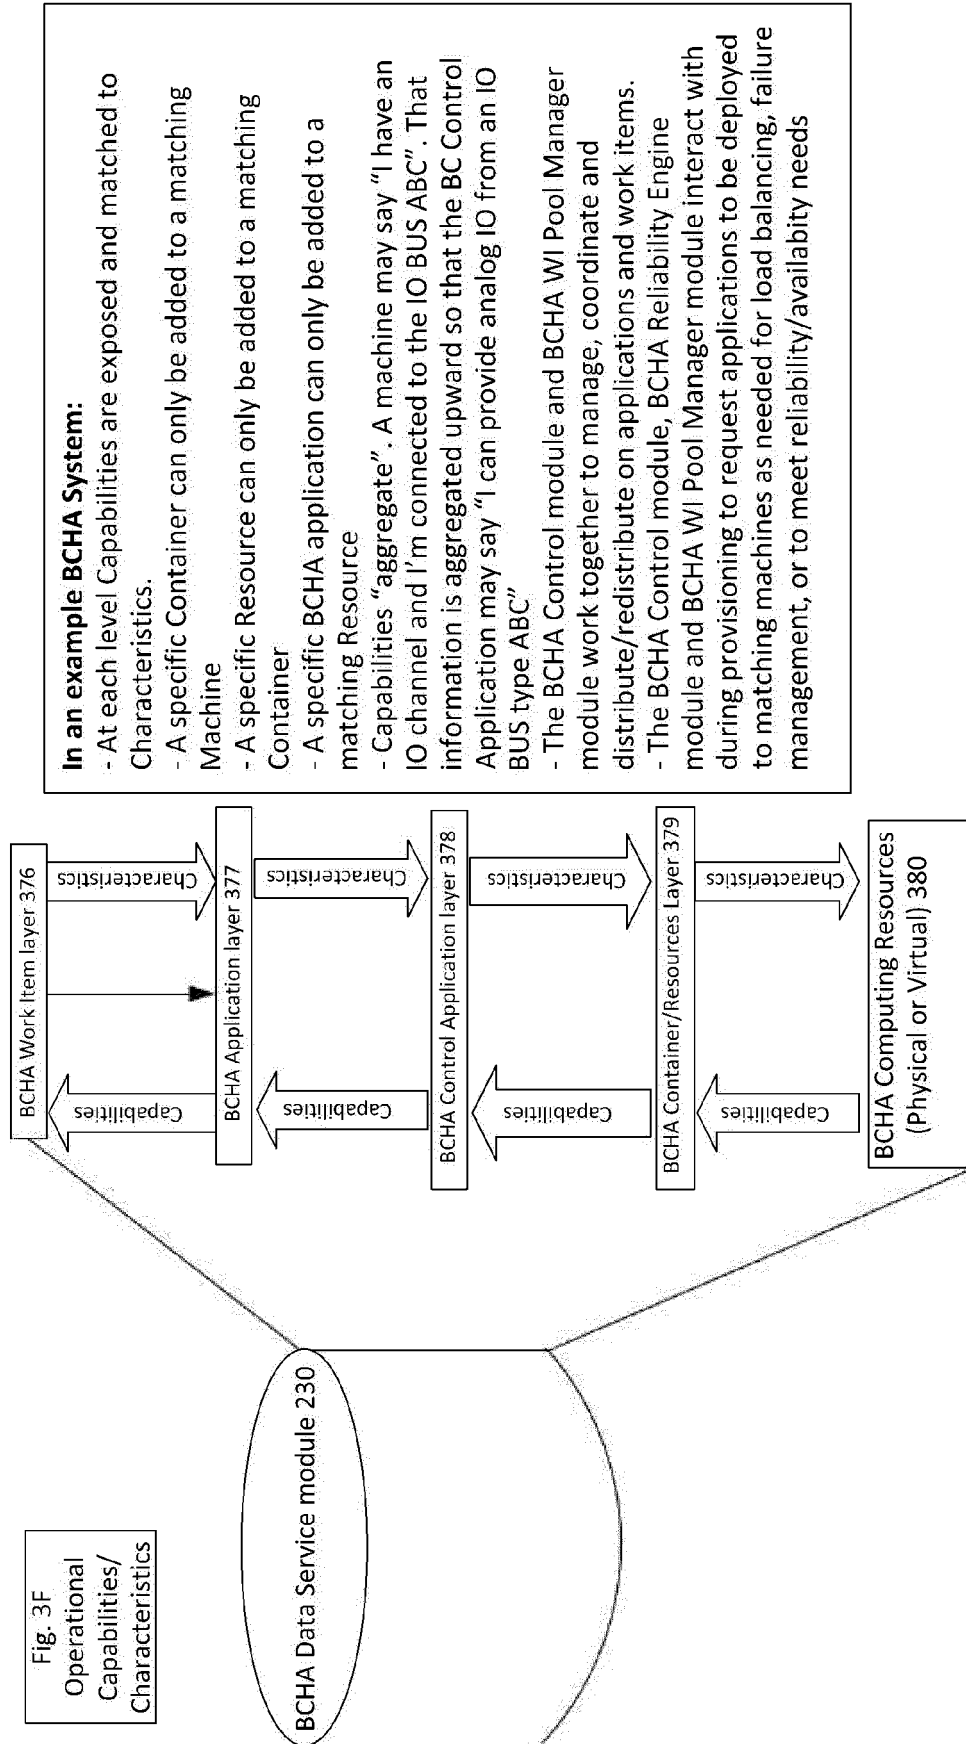 Fig. 3F
Operational
Capabilities/
Characteristics
BCHA Data Service module 230
BCHA Work Item layer 376
Capabilities
Characteristics
BCHA Application layer 377
Capabilities
Characteristics
BCHA Control Application layer 378
Capabilities
Characteristics
BCHA Container/Resources Layer 379
Capabilities
Characteristics
BCHA Computing Resources
(Physical or Virtual) 380
In an example BCHA System:
- At each level Capabilities are exposed and matched to
Characteristics.
- A specific Container can only be added to a matching
Machine
- A specific Resource can only be added to a matching
Container
- A specific BCHA application can only be added to a
matching Resource
- Capabilities “aggregate”. A machine may say “I have an
IO channel and I’m connected to the IO BUS ABC”. That
information is aggregated upward so that the BC Control
Application may say “I can provide analog IO from an IO
BUS type ABC”
- The BCHA Control module and BCHA WI Pool Manager
module work together to manage, coordinate and
distribute/redistribute on applications and work items.
- The BCHA Control module, BCHA Reliability Engine
module and BCHA WI Pool Manager module interact with
during provisioning to request applications to be deployed
to matching machines as needed for load balancing, failure
management, or to meet reliability/availabity needs